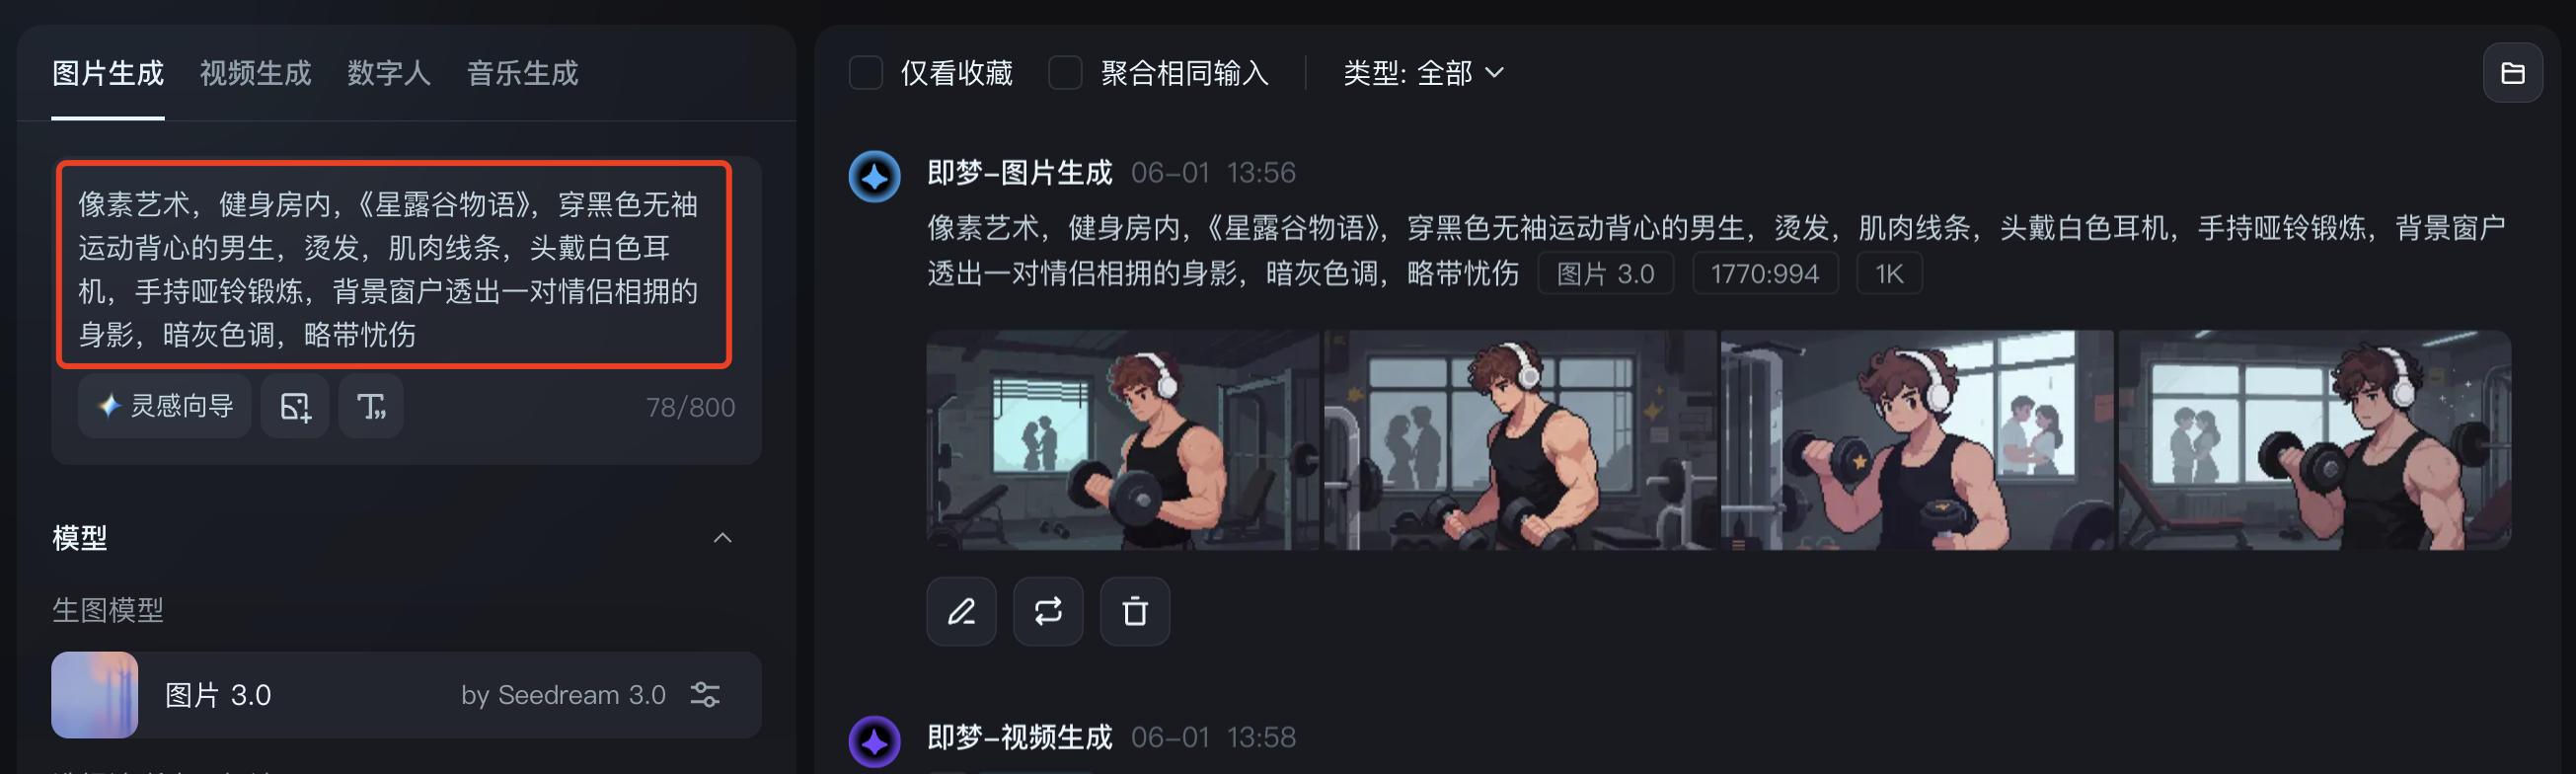 图片生成 视频生成 数字人 音乐生成
像素艺术，健身房内，《星露谷物语》，穿黑色无袖
运动背心的男生，烫发，肌肉线条，头戴白色耳
机，手持哑铃锻炼，背景窗户透出一对情侣相拥的
身影，暗灰色调，略带忧伤
灵感向导 78/800
模型
生图模型
图片 3.0 by Seedream 3.0
仅看收藏 聚合相同输入 类型: 全部
即梦-图片生成 06-01 13:56
像素艺术，健身房内，《星露谷物语》，穿黑色无袖运动背心的男生，烫发，肌肉线条，头戴白色耳机，手持哑铃锻炼，背景窗户
透出一对情侣相拥的身影，暗灰色调，略带忧伤 图片 3.0 1770:994 1K
即梦-视频生成 06-01 13:58